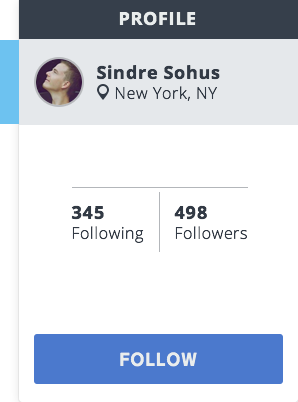 PROFILE
Sindre Sohus
New York, NY
345 498
Following Followers
FOLLOW